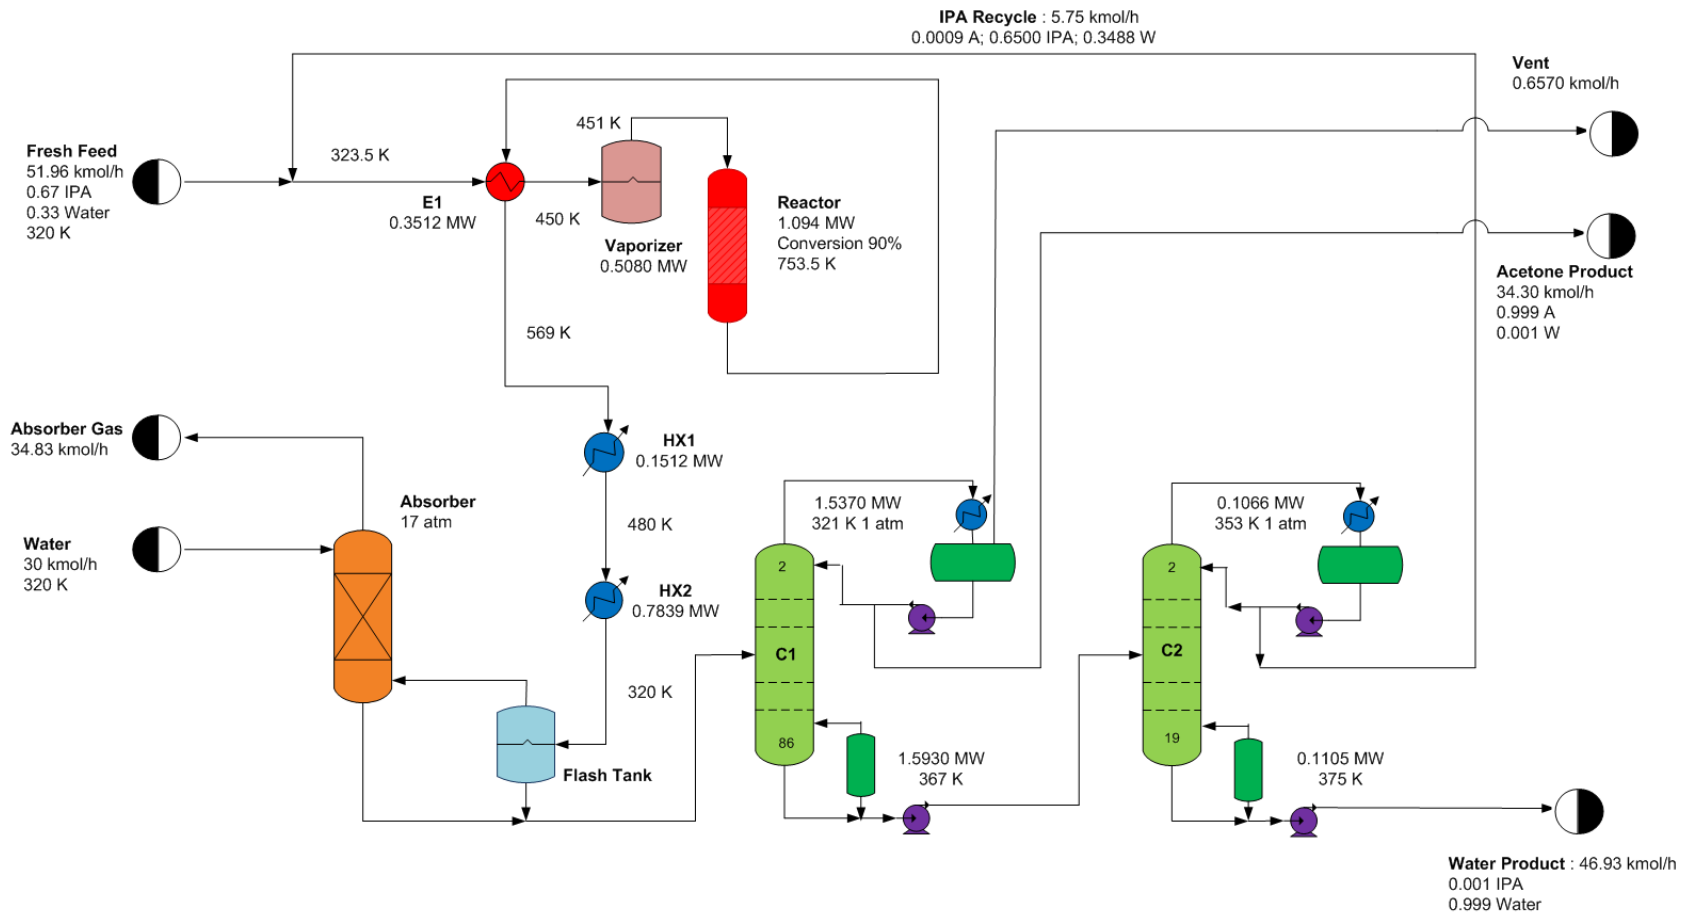 IPA Recycle : 5.75 kmol/h
0.0009 A; 0.6500 IPA; 0.3488 W
Vent
0.6570 kmol/h
Fresh Feed
51.96 kmol/h
0.67 IPA
0.33 Water
320 K
323.5 K
E1
0.3512 MW
450 K
451 K
Vaporizer
0.5080 MW
Reactor
1.094 MW
Conversion 90%
753.5 K
Acetone Product
34.30 kmol/h
0.999 A
0.001 W
569 K
Absorber Gas
34.83 kmol/h
HX1
0.1512 MW
Absorber
17 atm
480 K
Water
30 kmol/h
320 K
HX2
0.7839 MW
320 K
Flash Tank
1.5370 MW
321 K 1 atm
2
C1
86
1.5930 MW
367 K
0.1066 MW
353 K 1 atm
2
C2
19
0.1105 MW
375 K
Water Product : 46.93 kmol/h
0.001 IPA
0.999 Water